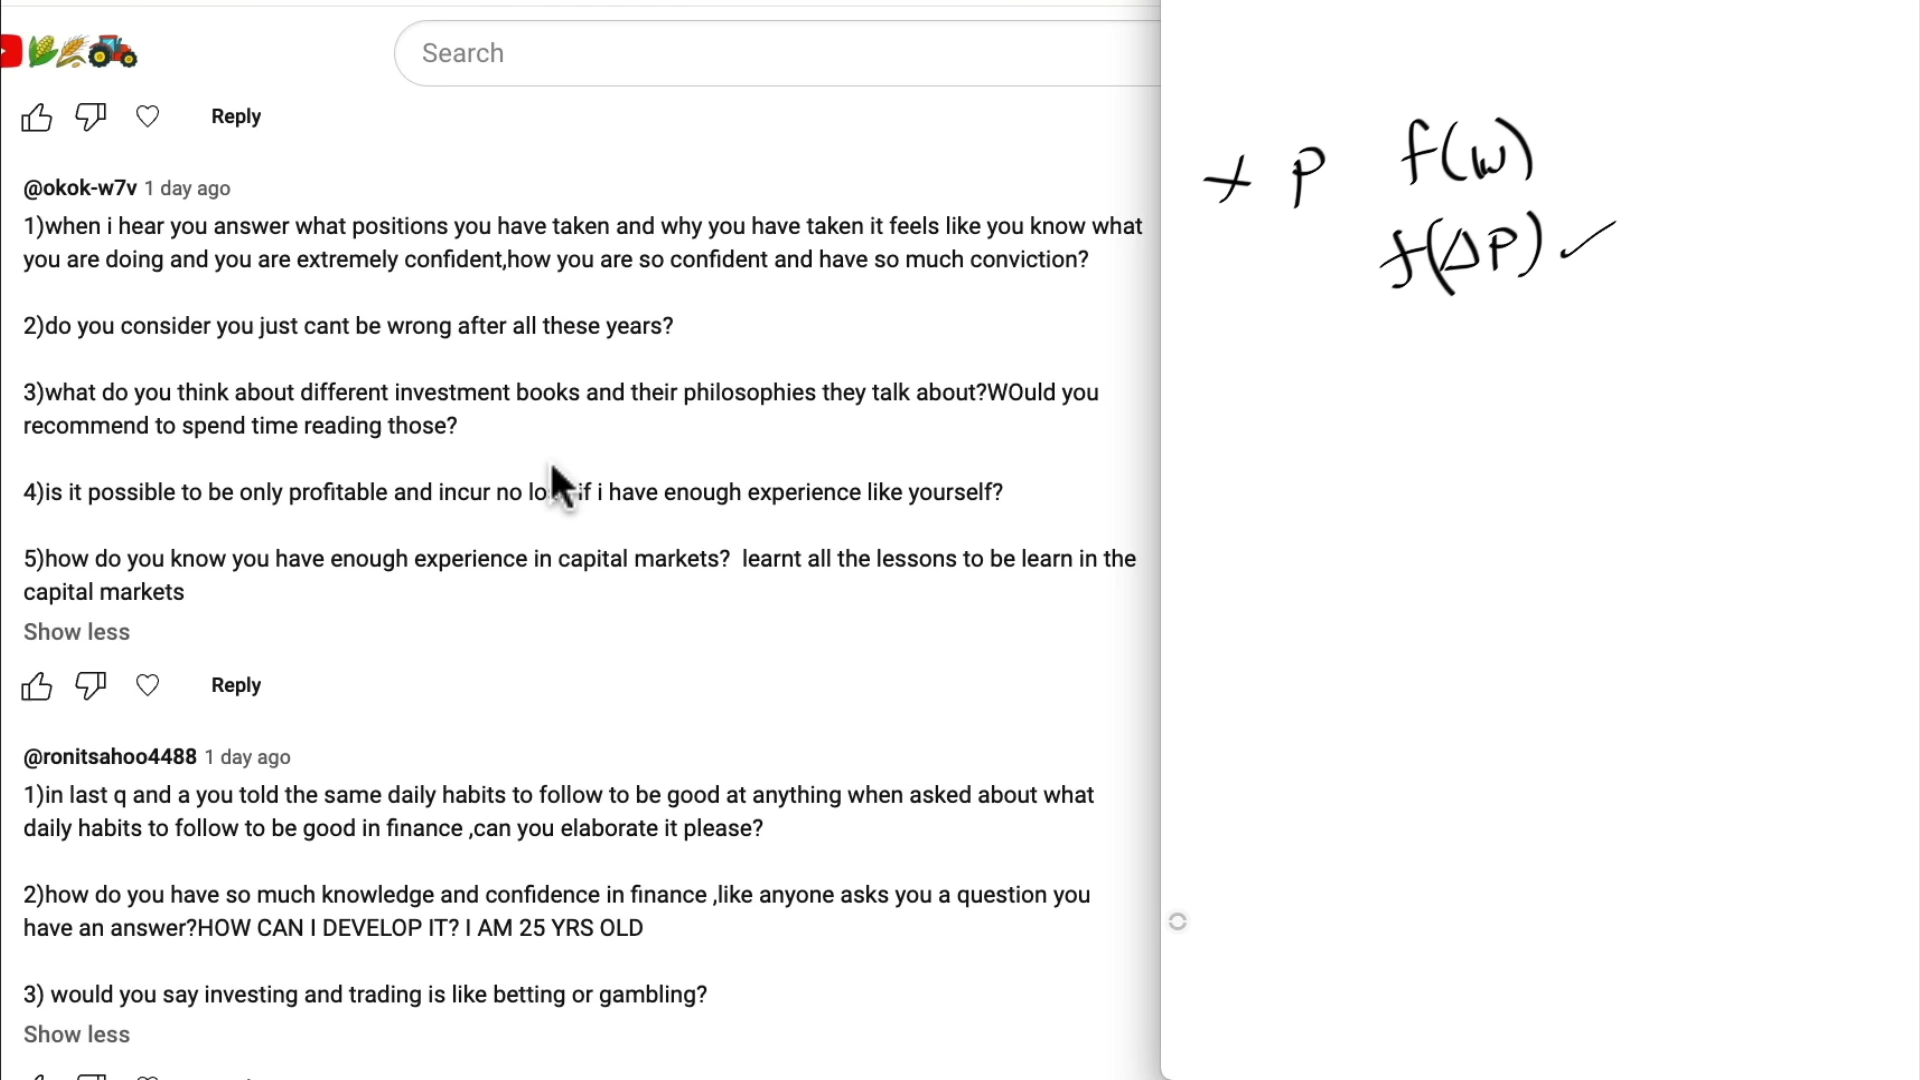 Search
Reply
@okok-w7v 1 day ago
1)when i hear you answer what positions you have taken and why you have taken it feels like you know what
you are doing and you are extremely confident,how you are so confident and have so much conviction?
2)do you consider you just cant be wrong after all these years?
3)what do you think about different investment books and their philosophies they talk about?WOuld you
recommend to spend time reading those?
4)is it possible to be only profitable and incur no if i have enough experience like yourself?
5)how do you know you have enough experience in capital markets?  learnt all the lessons to be learn in the
capital markets
Show less
Reply
@ronitsahoo4488 1 day ago
1)in last q and a you told the same daily habits to follow to be good at anything when asked about what
daily habits to follow to be good in finance ,can you elaborate it please?
2)how do you have so much knowledge and confidence in finance ,like anyone asks you a question you
have an answer?HOW CAN I DEVELOP IT? I AM 25 YRS OLD
3) would you say investing and trading is like betting or gambling?
Show less
+ P f(w)
f(ΔP) ✓